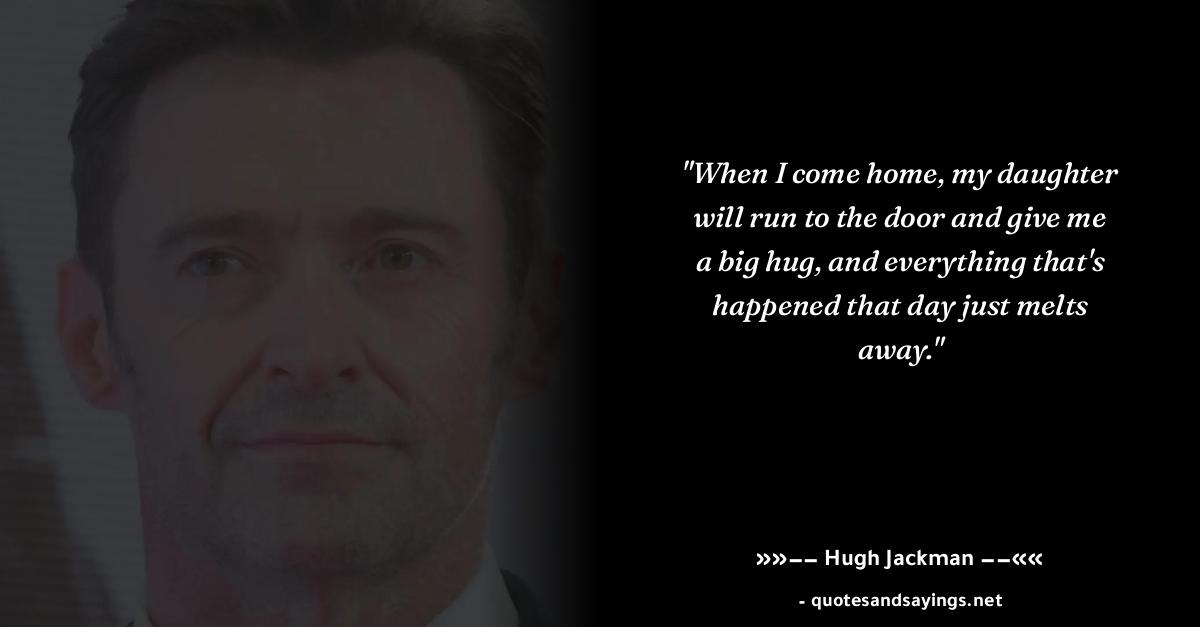 "When I come home, my daughter
will run to the door and give me
a big hug, and everything that's
happened that day just melts
away."
»»−− Hugh Jackman −−««
- quotesandsayings.net